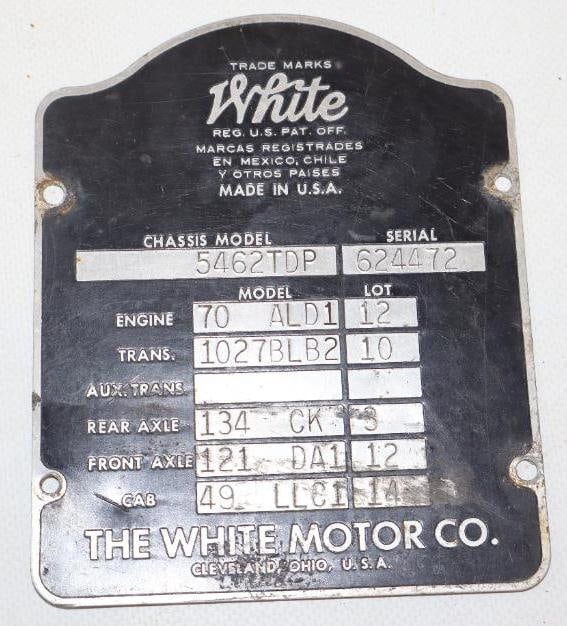 TRADE MARKS
White
REG. U.S. PAT. OFF.
MARCAS REGISTRADES
EN MEXICO, CHILE
Y OTROS PAISES
MADE IN U.S.A.
CHASSIS MODEL SERIAL
5462TDP 624472
MODEL LOT
ENGINE 70 ALD1 12
TRANS. 1027BLB2 10
AUX. TRANS
REAR AXLE 134 CK 3
FRONT AXLE 121 DA1 12
CAB 49 LLC1 14
THE WHITE MOTOR CO.
CLEVELAND, OHIO, U.S.A.